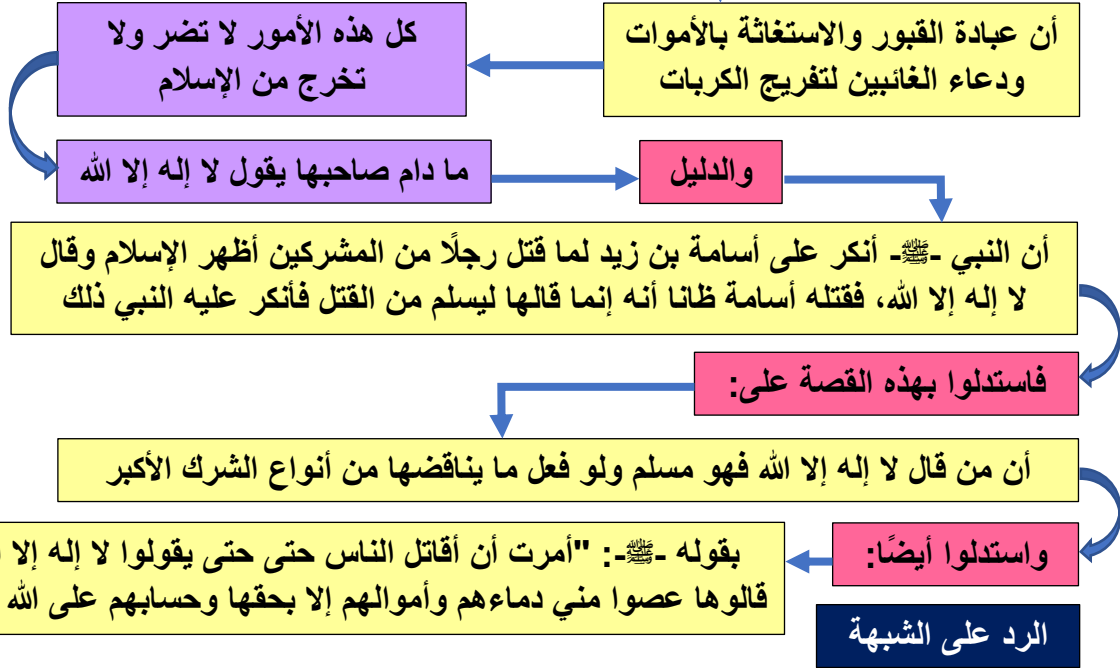 أن عبادة القبور والاستغاثة بالأموات
ودعاء الغائبين لتفريج الكربات
كل هذه الأمور لا تضر ولا
تخرج من الإسلام
ما دام صاحبها يقول لا إله إلا الله
والدليل
أن النبي -ﷺ- أنكر على أسامة بن زيد لما قتل رجلًا من المشركين أظهر الإسلام وقال
لا إله إلا الله، فقتله أسامة ظانا أنه إنما قالها ليسلم من القتل فأنكر عليه النبي ذلك
فاستدلوا بهذه القصة على:
أن من قال لا إله إلا الله فهو مسلم ولو فعل ما يناقضها من أنواع الشرك الأكبر
واستدلوا أيضًا:
بقوله -ﷺ-: "أمرت أن أقاتل الناس حتى حتى يقولوا لا إله إلا
قالوها عصوا مني دماءهم وأموالهم إلا بحقها وحسابهم على الله
الرد على الشبهة